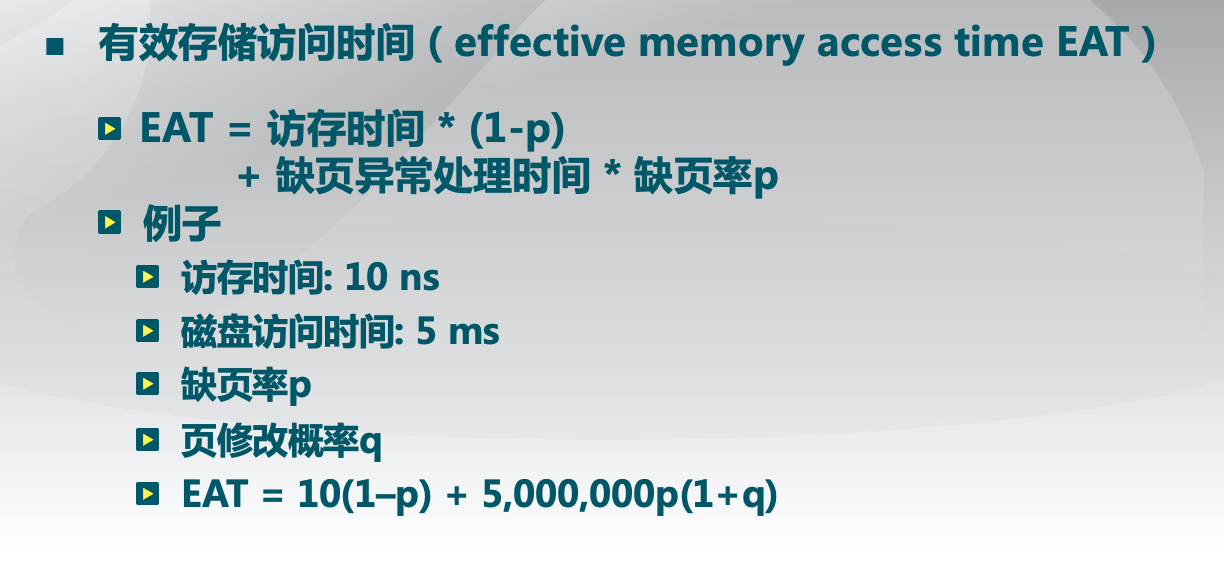 有效存储访问时间（effective memory access time EAT）
EAT = 访存时间 * (1-p)
+ 缺页异常处理时间 * 缺页率p
例子
访存时间: 10 ns
磁盘访问时间: 5 ms
缺页率p
页修改概率q
EAT = 10(1–p) + 5,000,000p(1+q)